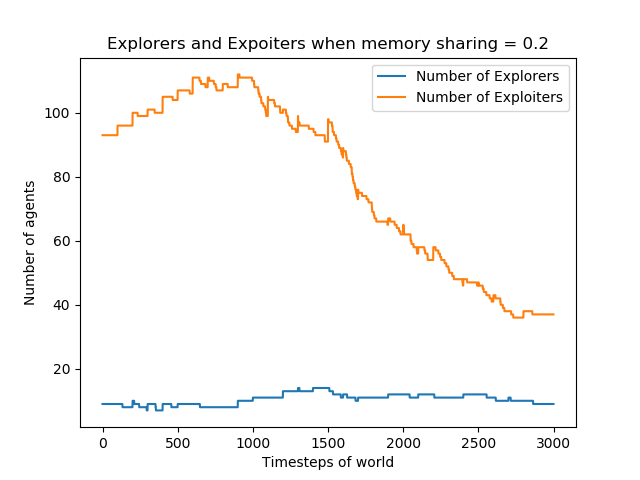 Explorers and Expoiters when memory sharing = 0.2
Number of Explorers
Number of Exploiters
Number of agents
100
80
60
40
20
0 500 1000 1500 2000 2500 3000
Timesteps of world